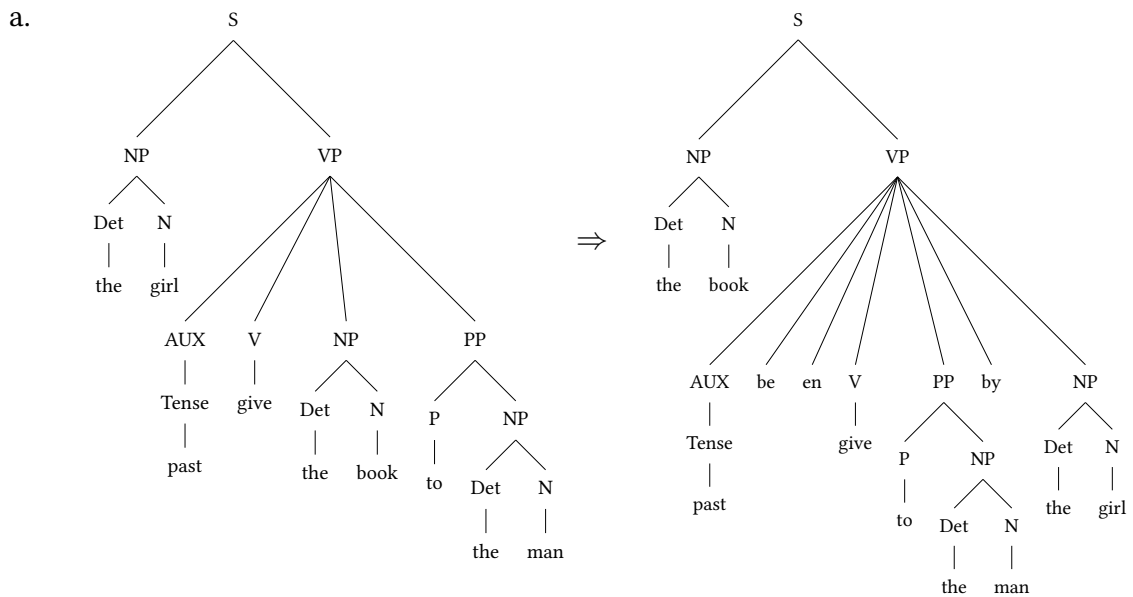 a.
S S
NP VP NP VP
Det N Det N
the girl ⇒ the book
AUX V NP PP AUX be en V PP by NP
Tense give Det N P NP Tense give P NP Det N
past the book to Det N past to Det N the girl
the man the man